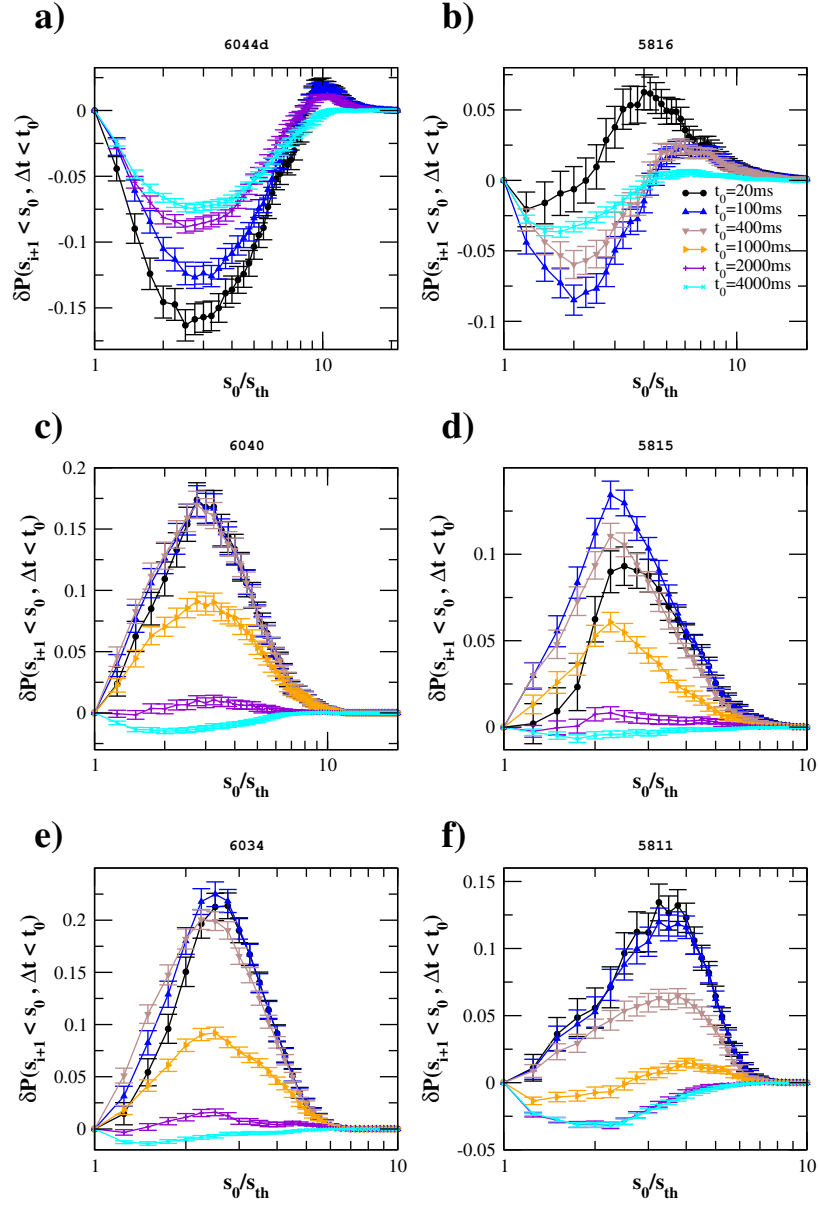 a)
6044d
0
-0.05
-0.1
-0.15
δP(s_{i+1} < s_0 , Δt < t_0)
1
10
s_0/s_th
b)
5816
0.05
0
-0.05
-0.1
δP(s_{i+1} < s_0 , Δt < t_0)
t_0=20ms
t_0=100ms
t_0=400ms
t_0=1000ms
t_0=2000ms
t_0=4000ms
1
10
s_0/s_th
c)
6040
0.2
0.15
0.1
0.05
0
δP(s_{i+1} < s_0 , Δt < t_0)
1
10
s_0/s_th
d)
5815
0.1
0.05
0
δP(s_{i+1} < s_0 , Δt < t_0)
1
10
s_0/s_th
e)
6034
0.2
0.15
0.1
0.05
0
δP(s_{i+1} < s_0 , Δt < t_0)
1
10
s_0/s_th
f)
5811
0.15
0.1
0.05
0
-0.05
δP(s_{i+1} < s_0 , Δt < t_0)
1
10
s_0/s_th